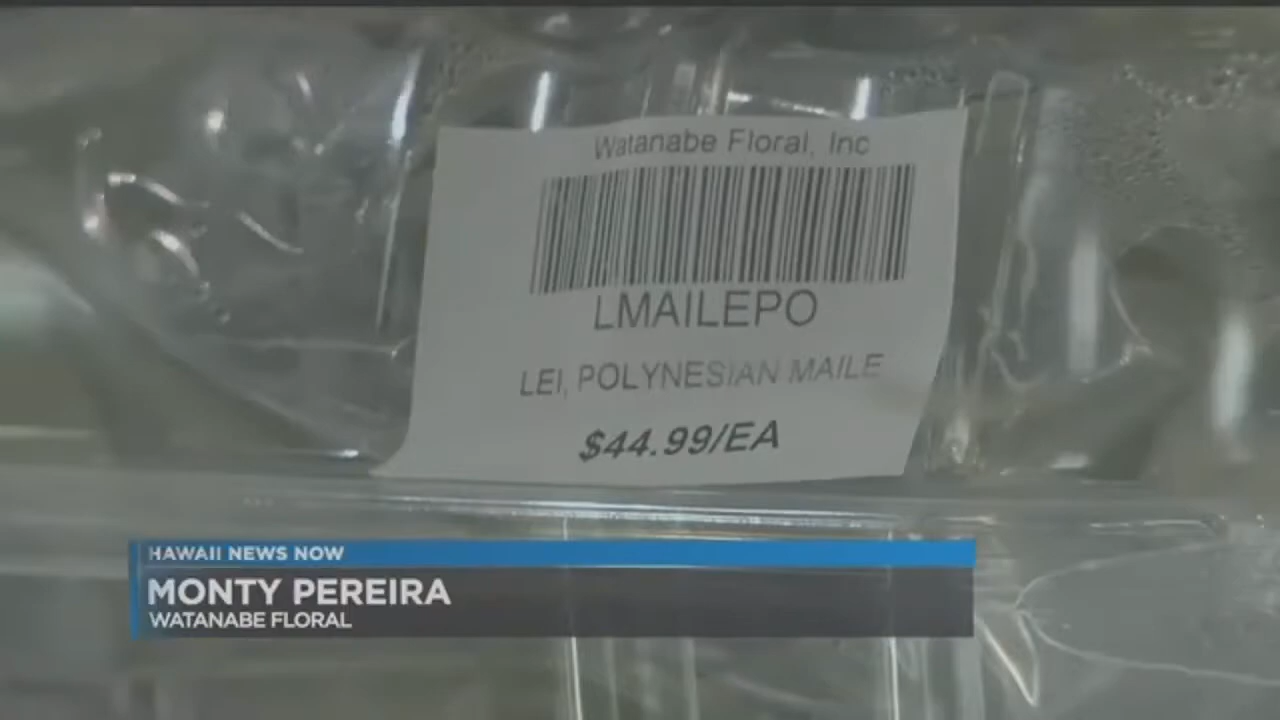 Watanabe Floral, Inc
LMAILEPO
LEI, POLYNESIAN MAILE
$44.99/EA
HAWAII NEWS NOW
MONTY PEREIRA
WATANABE FLORAL